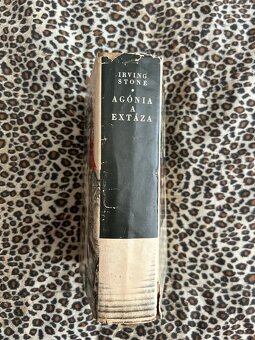 IRVING
STONE
•
AGÓNIA
A
EXTÁZA